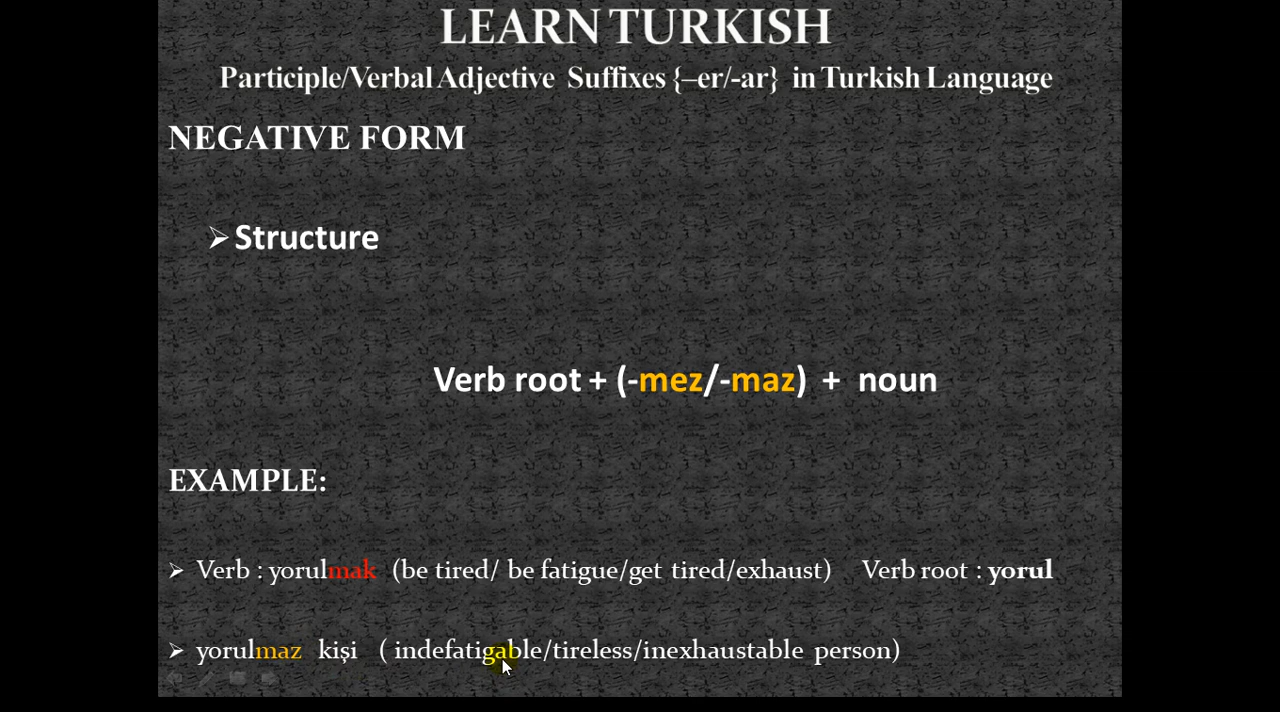 LEARN TURKISH
Participle/Verbal Adjective Suffixes {–er/-ar} in Turkish Language
NEGATIVE FORM
➢ Structure
Verb root + (-mez/-maz) + noun
EXAMPLE:
➢ Verb : yorulmak (be tired/ be fatigue/get tired/exhaust) Verb root : yorul
➢ yorulmaz kişi ( indefatigable/tireless/inexhaustable person)